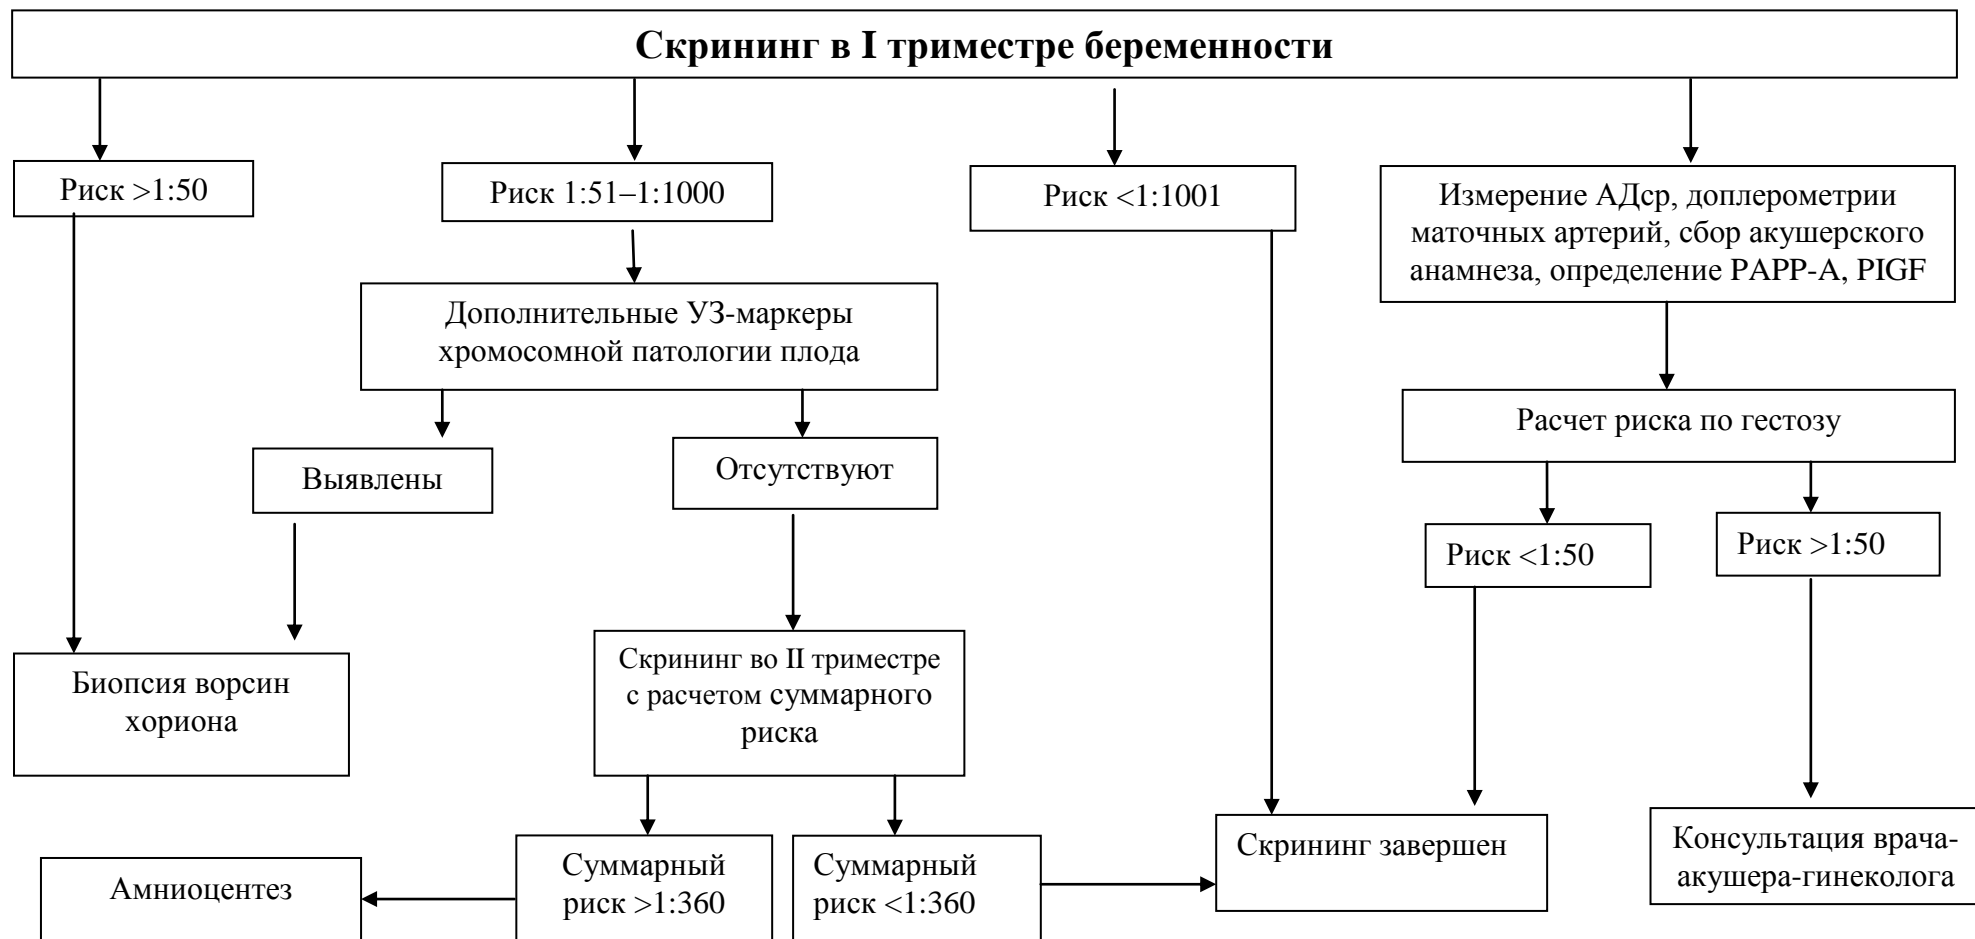 Скрининг в I триместре беременности
Риск >1:50
Риск 1:51–1:1000
Риск <1:1001
Измерение АДср, доплерометрии
маточных артерий, сбор акушерского
анамнеза, определение PAPP-A, PIGF
Дополнительные УЗ-маркеры
хромосомной патологии плода
Расчет риска по гестозу
Выявлены
Отсутствуют
Риск <1:50
Риск >1:50
Биопсия ворсин
хориона
Скрининг во II триместре
с расчетом суммарного
риска
Амниоцентез
Суммарный
риск >1:360
Суммарный
риск <1:360
Скрининг завершен
Консультация врача-
акушера-гинеколога